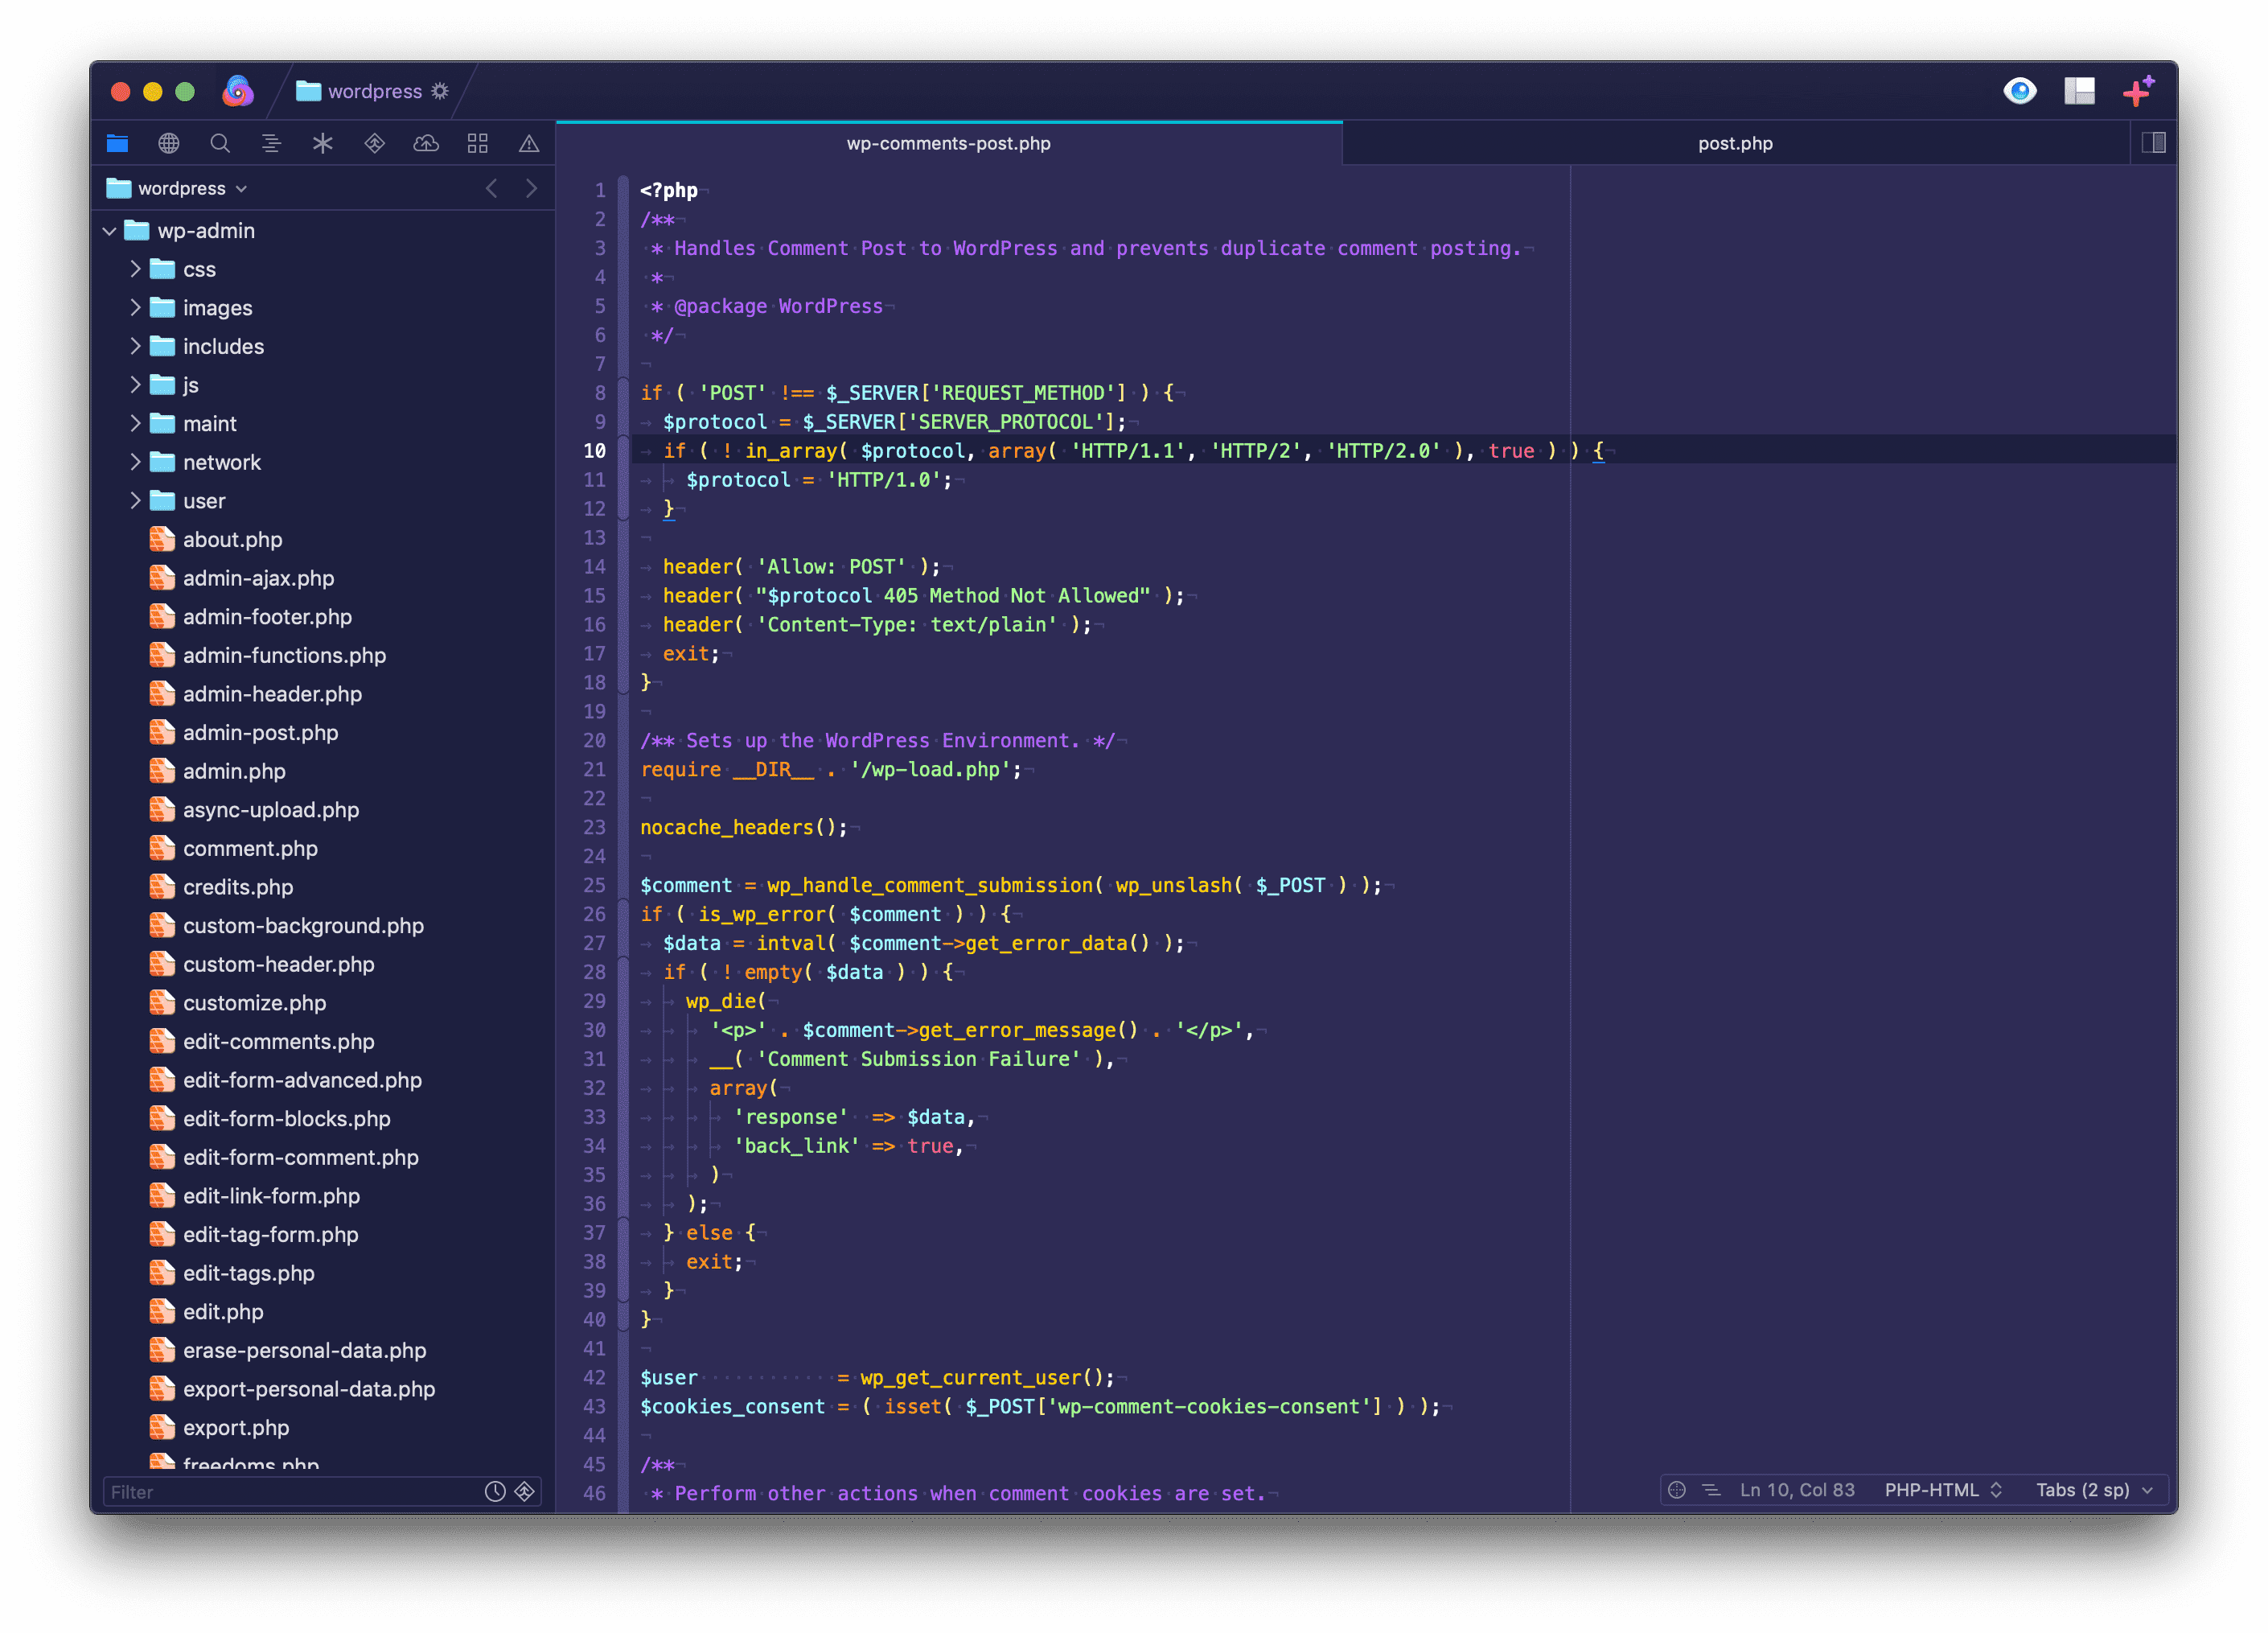 wordpress
wp-comments-post.php
post.php
wordpress
wp-admin
css
images
includes
js
maint
network
user
about.php
admin-ajax.php
admin-footer.php
admin-functions.php
admin-header.php
admin-post.php
admin.php
async-upload.php
comment.php
credits.php
custom-background.php
custom-header.php
customize.php
edit-comments.php
edit-form-advanced.php
edit-form-blocks.php
edit-form-comment.php
edit-link-form.php
edit-tag-form.php
edit-tags.php
edit.php
erase-personal-data.php
export-personal-data.php
export.php
freedoms.php
Filter
1 <?php
2 /**
3  * Handles Comment Post to WordPress and prevents duplicate comment posting.
4  *
5  * @package WordPress
6  */
7
8 if ( 'POST' !== $_SERVER['REQUEST_METHOD'] ) {
9   $protocol = $_SERVER['SERVER_PROTOCOL'];
10   if ( ! in_array( $protocol, array( 'HTTP/1.1', 'HTTP/2', 'HTTP/2.0' ), true ) ) {
11     $protocol = 'HTTP/1.0';
12   }
13
14   header( 'Allow: POST' );
15   header( "$protocol 405 Method Not Allowed" );
16   header( 'Content-Type: text/plain' );
17   exit;
18 }
19
20 /** Sets up the WordPress Environment. */
21 require __DIR__ . '/wp-load.php';
22
23 nocache_headers();
24
25 $comment = wp_handle_comment_submission( wp_unslash( $_POST ) );
26 if ( is_wp_error( $comment ) ) {
27   $data = intval( $comment->get_error_data() );
28   if ( ! empty( $data ) ) {
29     wp_die(
30       '<p>' . $comment->get_error_message() . '</p>',
31       __( 'Comment Submission Failure' ),
32       array(
33         'response'  => $data,
34         'back_link' => true,
35       )
36     );
37   } else {
38     exit;
39   }
40 }
41
42 $user            = wp_get_current_user();
43 $cookies_consent = ( isset( $_POST['wp-comment-cookies-consent'] ) );
44
45 /**
46  * Perform other actions when comment cookies are set.
Ln 10, Col 83 PHP-HTML Tabs (2 sp)